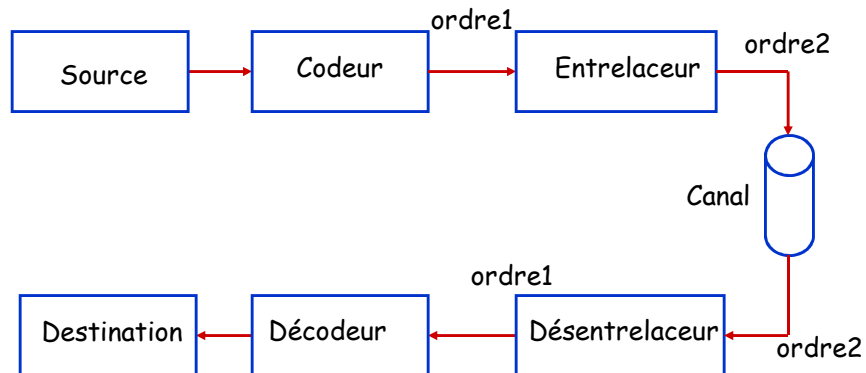 ordre1
ordre2
Source
Codeur
Entrelaceur
Canal
ordre1
Destination
Décodeur
Désentrelaceur
ordre2